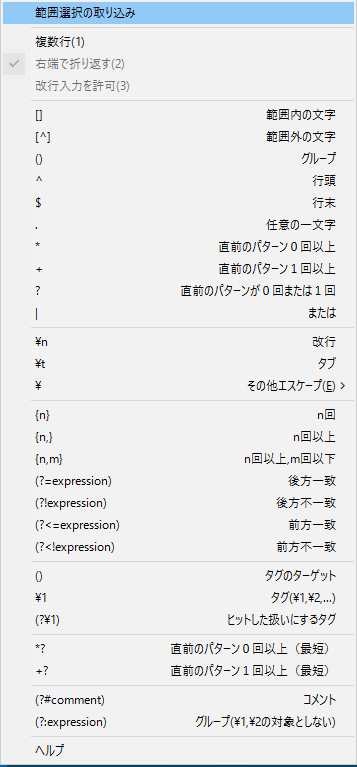 範囲選択の取り込み
複数行(1)
右端で折り返す(2)
改行入力を許可(3)
[] 範囲内の文字
[^] 範囲外の文字
() グループ
^ 行頭
$ 行末
. 任意の一文字
* 直前のパターン０回以上
+ 直前のパターン１回以上
? 直前のパターンが０回または１回
| または
¥n 改行
¥t タブ
¥ その他エスケープ(E)
{n} n回
{n,} n回以上
{n,m} n回以上,m回以下
(?=expression) 後方一致
(?!expression) 後方不一致
(?<=expression) 前方一致
(?<!expression) 前方不一致
() タグのターゲット
¥1 タグ(¥1,¥2,...)
(?¥1) ヒットした扱いにするタグ
*? 直前のパターン０回以上（最短）
+? 直前のパターン１回以上（最短）
(?#comment) コメント
(?:expression) グループ(¥1,¥2の対象としない)
ヘルプ